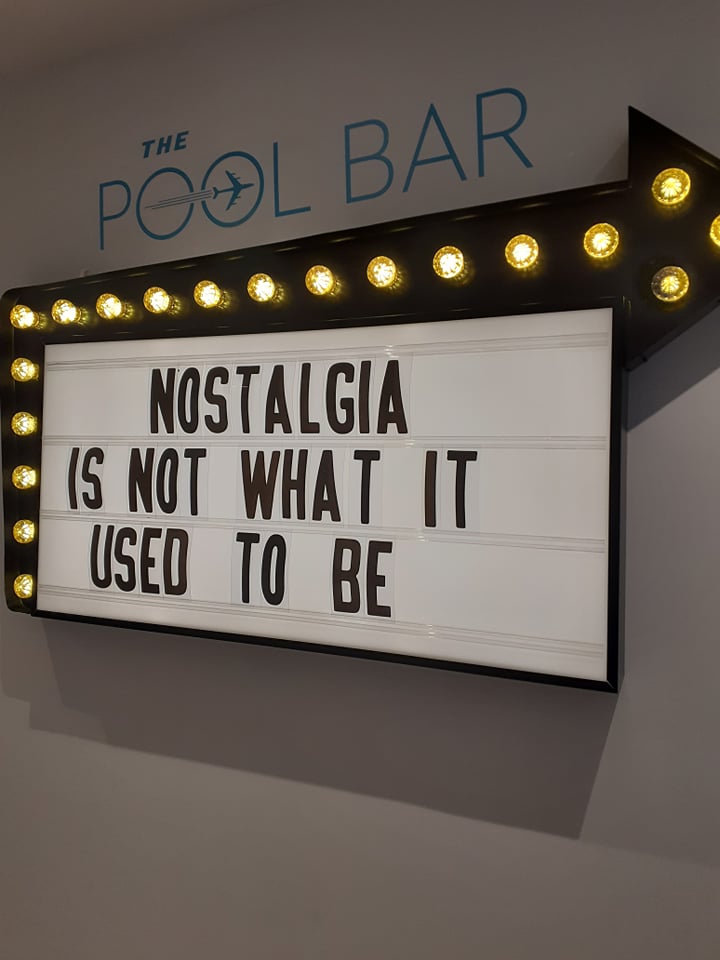 THE
POOL BAR
NOSTALGIA
IS NOT WHAT IT
USED TO BE